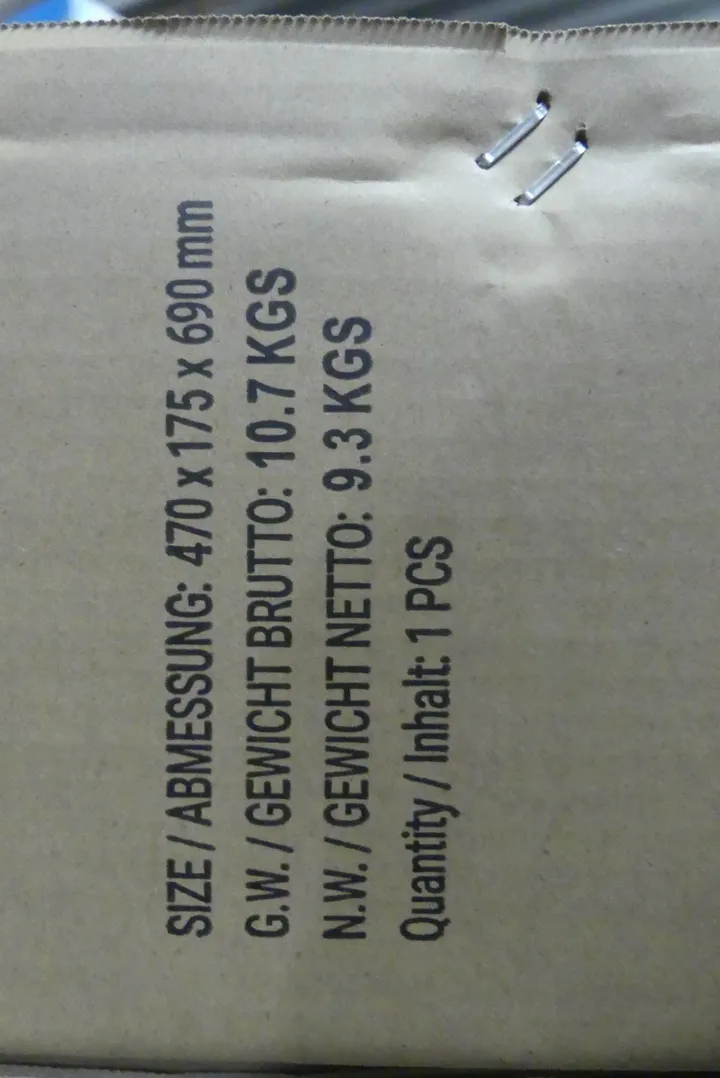 SIZE / ABMESSUNG: 470 x 175 x 690 mm
G.W. / GEWICHT BRUTTO: 10.7 KGS
N.W. / GEWICHT NETTO: 9.3 KGS
Quantity / Inhalt: 1 PCS